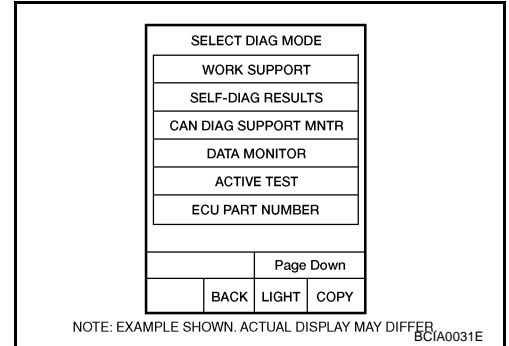 SELECT DIAG MODE
WORK SUPPORT
SELF-DIAG RESULTS
CAN DIAG SUPPORT MNTR
DATA MONITOR
ACTIVE TEST
ECU PART NUMBER
Page Down
BACK LIGHT COPY
NOTE: EXAMPLE SHOWN. ACTUAL DISPLAY MAY DIFFER.
BCIA0031E